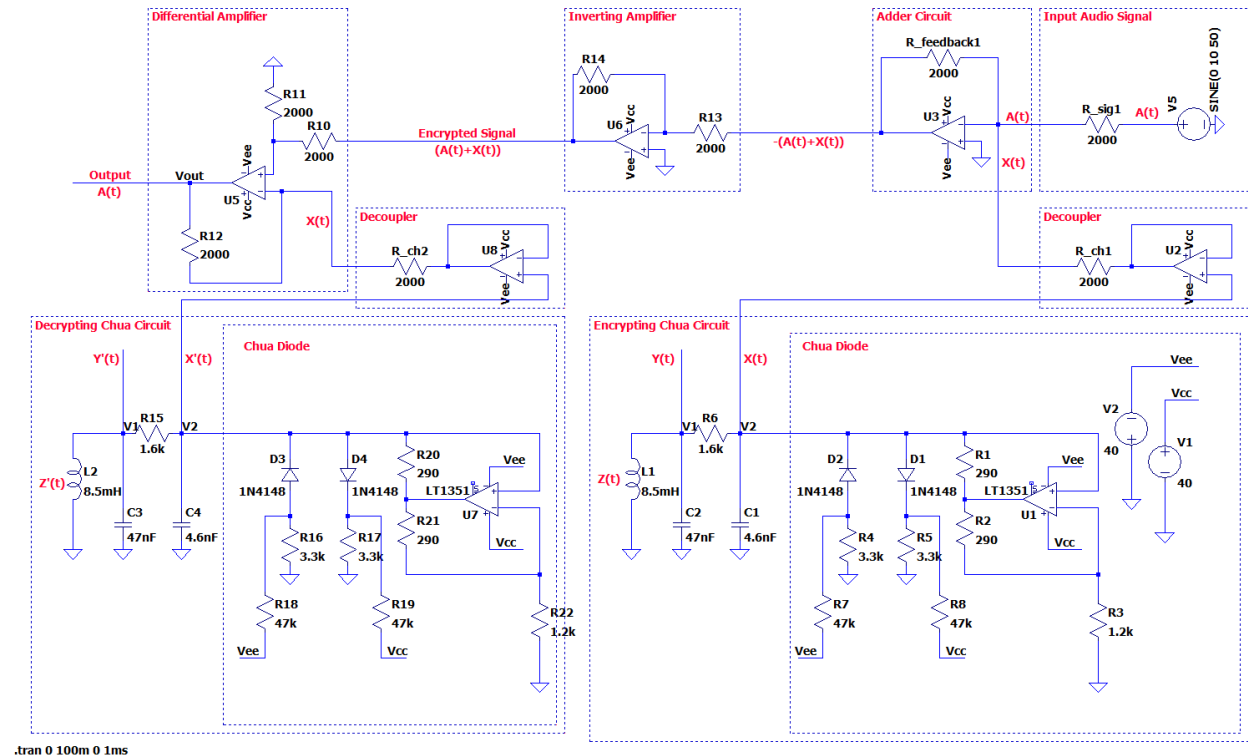 Differential Amplifier
Inverting Amplifier
Adder Circuit
Input Audio Signal
R11
2000
R10
2000
Encrypted Signal
(A(t)+X(t))
Vee
+
−
U5
Vcc
Output
A(t)
Vout
R12
2000
X(t)
R14
2000
U6
Vcc
Vee
−
+
R13
2000
-(A(t)+X(t))
R_feedback1
2000
U3
Vcc
Vee
−
+
A(t)
X(t)
R_sig1
2000
A(t)
V5
SINE(0 10 50)
Decoupler
U8
Vcc
Vee
−
+
R_ch2
2000
Decoupler
U2
Vcc
Vee
−
+
R_ch1
2000
Decrypting Chua Circuit
Y'(t)
X'(t)
Chua Diode
V1
R15
1.6k
V2
Z'(t)
L2
8.5mH
C3
47nF
C4
4.6nF
D3
1N4148
D4
1N4148
R20
290
R21
290
LT1351
U7
Vee
Vcc
+
−
R16
3.3k
R17
3.3k
R18
47k
R19
47k
Vee
Vcc
R22
1.2k
Encrypting Chua Circuit
Y(t)
X(t)
Chua Diode
V1
R6
1.6k
V2
Z(t)
L1
8.5mH
C2
47nF
C1
4.6nF
D2
1N4148
D1
1N4148
R1
290
R2
290
LT1351
U1
Vee
Vcc
+
−
R4
3.3k
R5
3.3k
R7
47k
R8
47k
Vee
Vcc
R3
1.2k
Vee
V2
40
Vcc
V1
40
.tran 0 100m 0 1ms